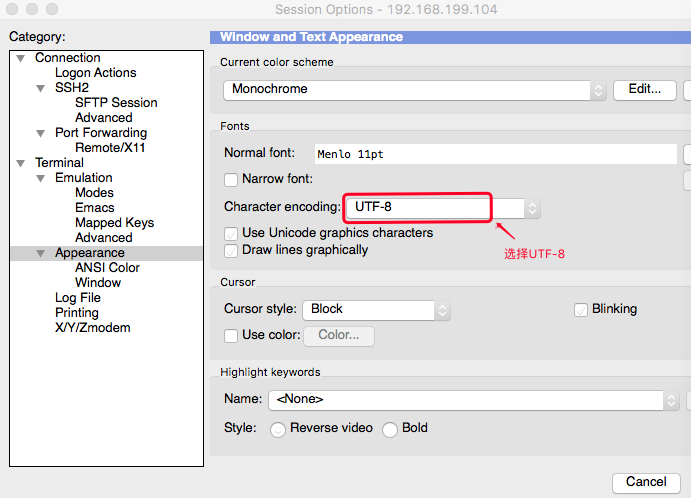 Session Options - 192.168.199.104
Category:
Connection
Logon Actions
SSH2
SFTP Session
Advanced
Port Forwarding
Remote/X11
Terminal
Emulation
Modes
Emacs
Mapped Keys
Advanced
Appearance
ANSI Color
Window
Log File
Printing
X/Y/Zmodem
Window and Text Appearance
Current color scheme
Monochrome
Edit...
Fonts
Normal font: Menlo 11pt
Narrow font:
Character encoding: UTF-8
Use Unicode graphics characters
Draw lines graphically
选择UTF-8
Cursor
Cursor style: Block
Blinking
Use color: Color...
Highlight keywords
Name: <None>
Style: Reverse video Bold
Cancel